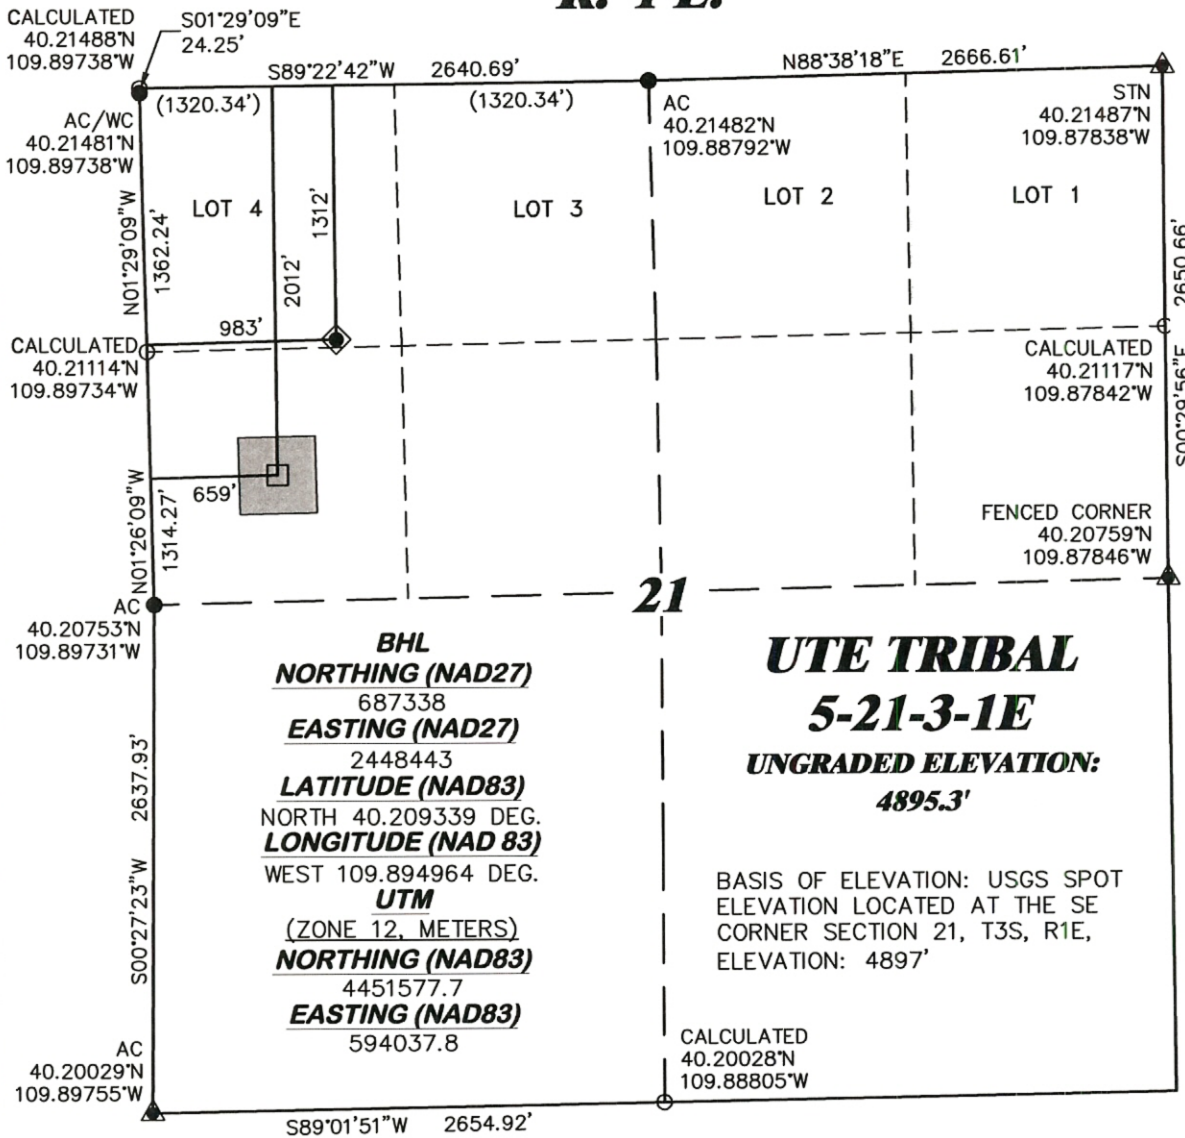 CALCULATED
40.21488°N
109.89738°W
S01°29'09"E
24.25'
S89°22'42"W 2640.69'
N88°38'18"E 2666.61'
(1320.34')
(1320.34')
AC/WC
40.21481°N
109.89738°W
AC
40.21482°N
109.88792°W
STN
40.21487°N
109.87838°W
LOT 4
LOT 3
LOT 2
LOT 1
N01°29'09"W
1362.24'
2012'
1312'
2650.66'
983'
CALCULATED
40.21114°N
109.89734°W
CALCULATED
40.21117°N
109.87842°W
S00°29'56"E
659'
N01°26'09"W
1314.27'
FENCED CORNER
40.20759°N
109.87846°W
AC
40.20753°N
109.89731°W
21
BHL
NORTHING (NAD27)
687338
EASTING (NAD27)
2448443
LATITUDE (NAD83)
NORTH 40.209339 DEG.
LONGITUDE (NAD 83)
WEST 109.894964 DEG.
UTM
(ZONE 12, METERS)
NORTHING (NAD83)
4451577.7
EASTING (NAD83)
594037.8
UTE TRIBAL
5-21-3-1E
UNGRADED ELEVATION:
4895.3'
BASIS OF ELEVATION: USGS SPOT
ELEVATION LOCATED AT THE SE
CORNER SECTION 21, T3S, R1E,
ELEVATION: 4897'
S00°27'23"W 2637.93'
AC
40.20029°N
109.89755°W
CALCULATED
40.20028°N
109.88805°W
S89°01'51"W 2654.92'